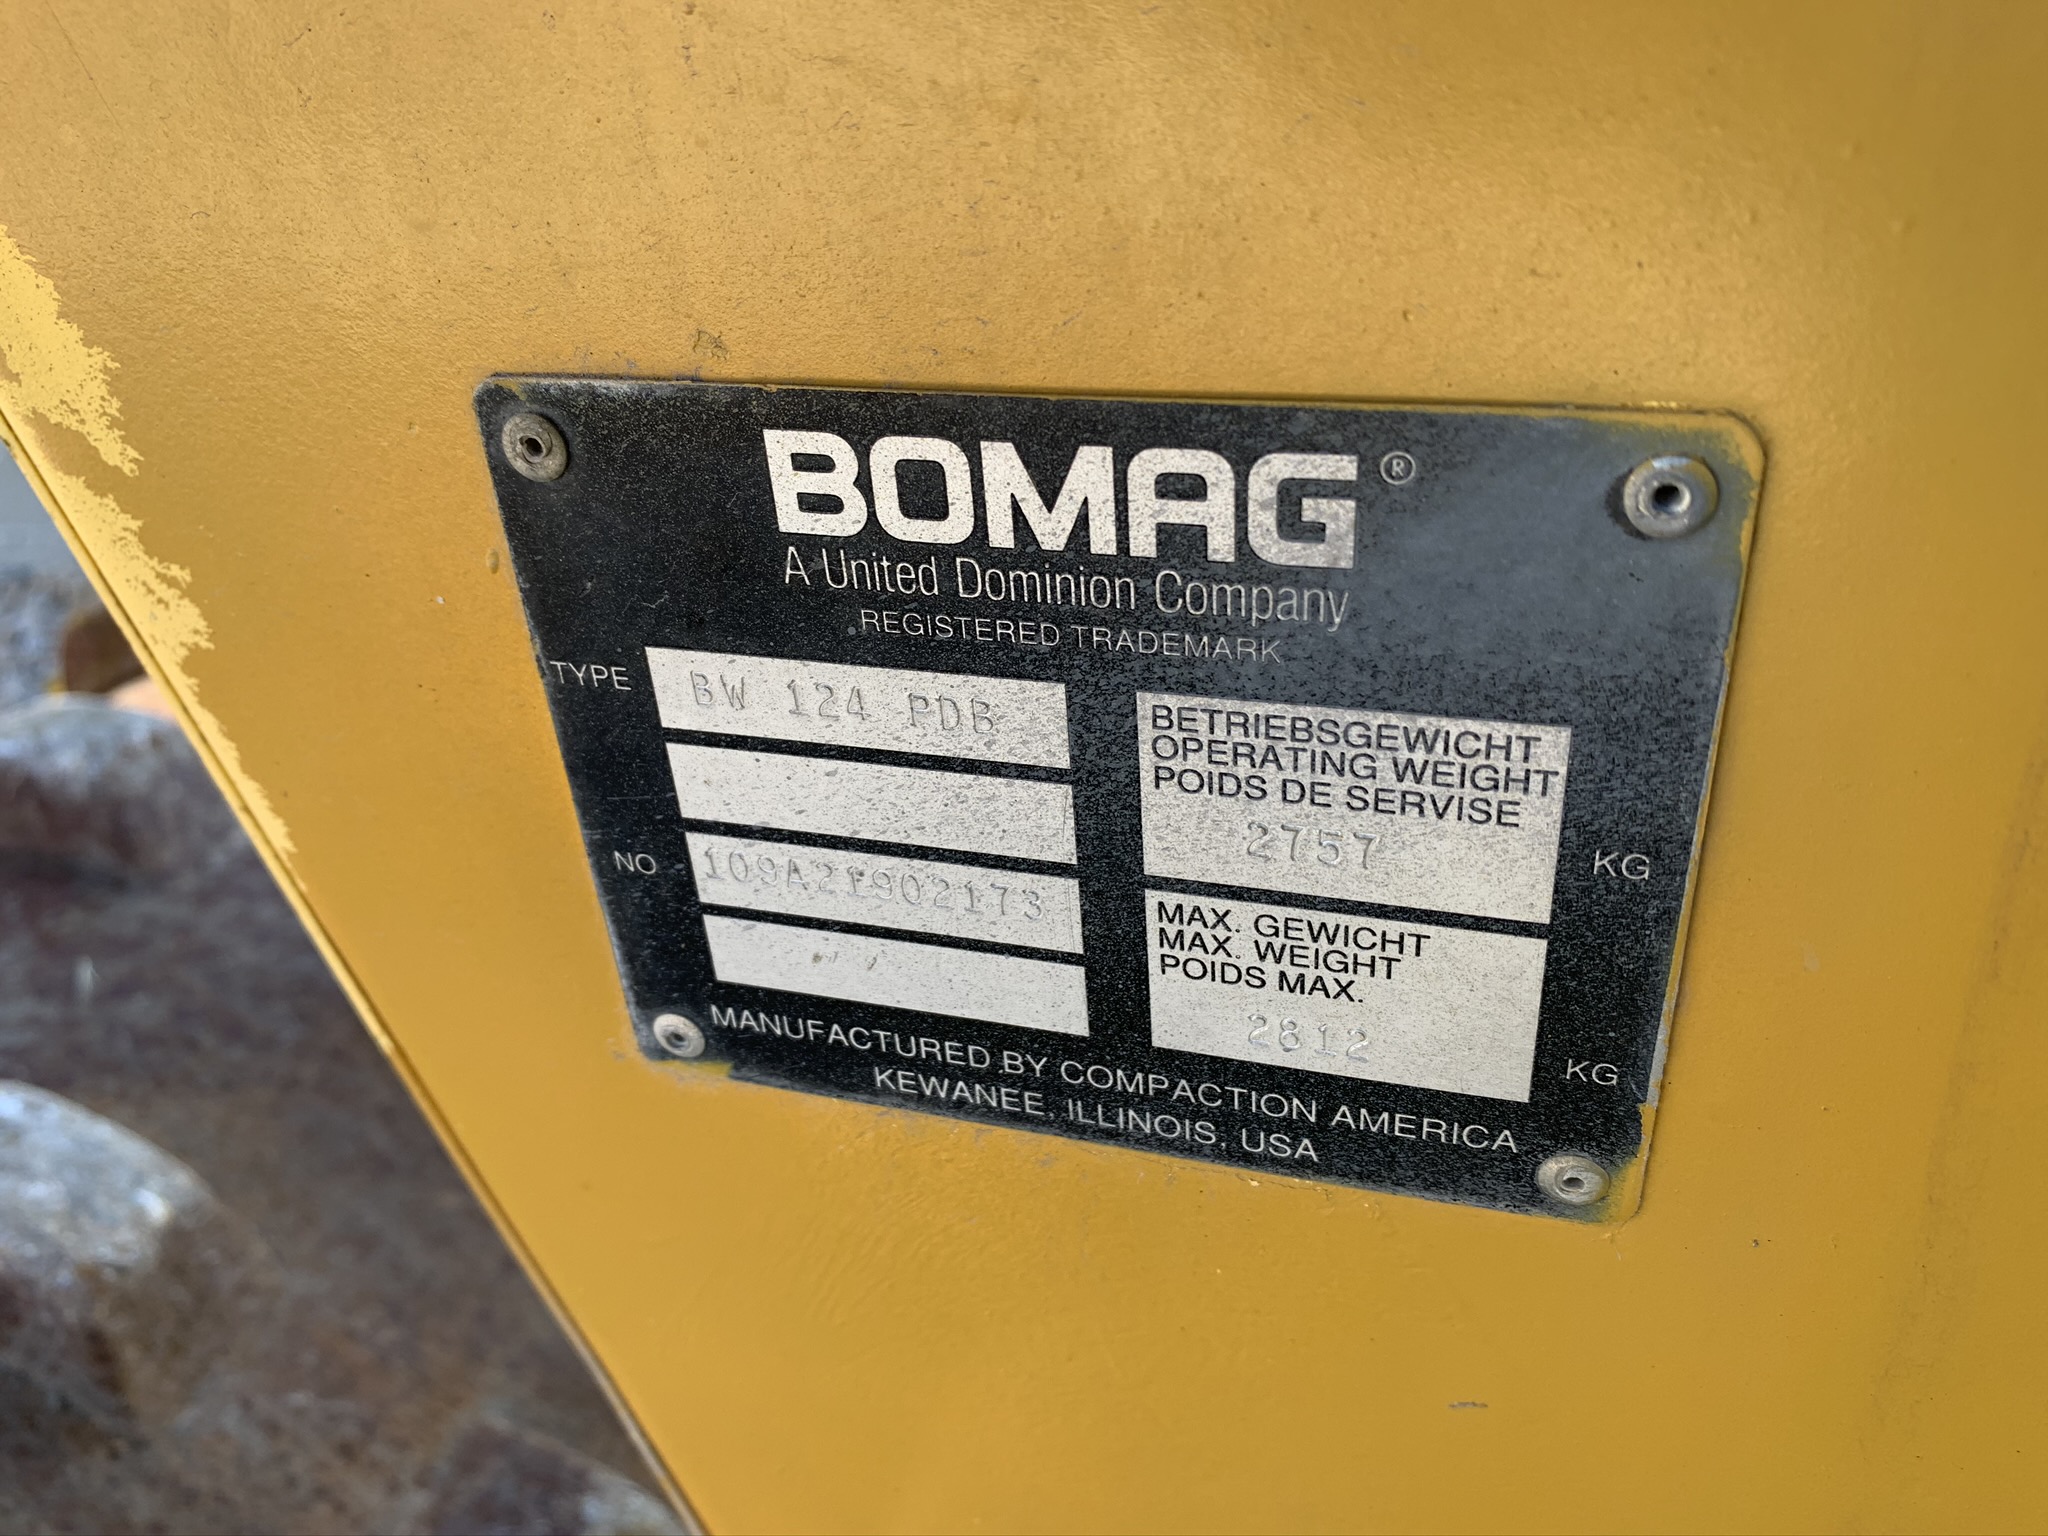 BOMAG®
A United Dominion Company
REGISTERED TRADEMARK
TYPE BW 124 PDB
NO 109A21902173
BETRIEBSGEWICHT
OPERATING WEIGHT
POIDS DE SERVISE
2757 KG
MAX. GEWICHT
MAX. WEIGHT
POIDS MAX.
2812 KG
MANUFACTURED BY COMPACTION AMERICA
KEWANEE, ILLINOIS, USA